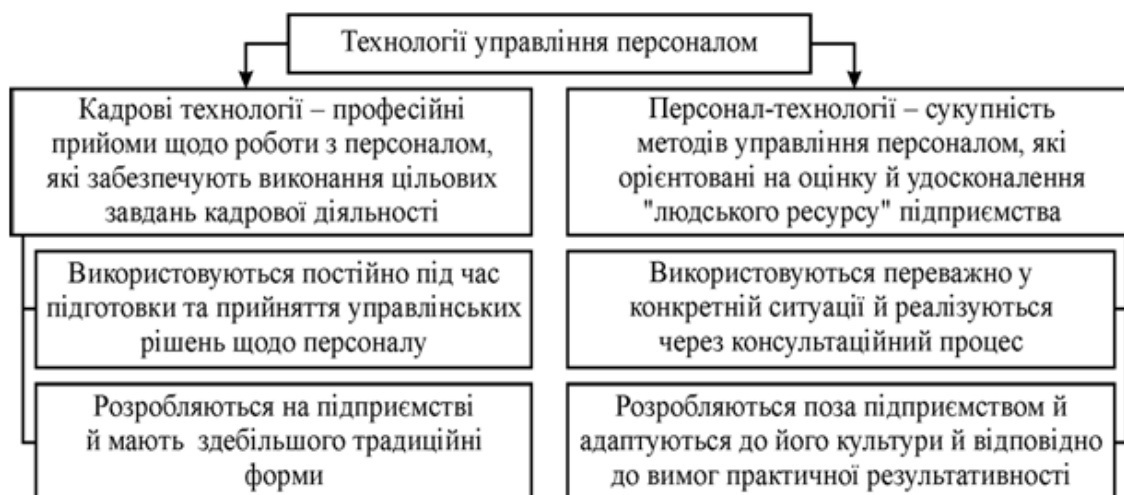 Технології управління персоналом
Кадрові технології – професійні
прийоми щодо роботи з персоналом,
які забезпечують виконання цільових
завдань кадрової діяльності
Використовуються постійно під час
підготовки та прийняття управлінських
рішень щодо персоналу
Розробляються на підприємстві
й мають здебільшого традиційні
форми
Персонал-технології – сукупність
методів управління персоналом, які
орієнтовані на оцінку й удосконалення
"людського ресурсу" підприємства
Використовуються переважно у
конкретній ситуації й реалізуються
через консультаційний процес
Розробляються поза підприємством й
адаптуються до його культури й відповідно
до вимог практичної результативності